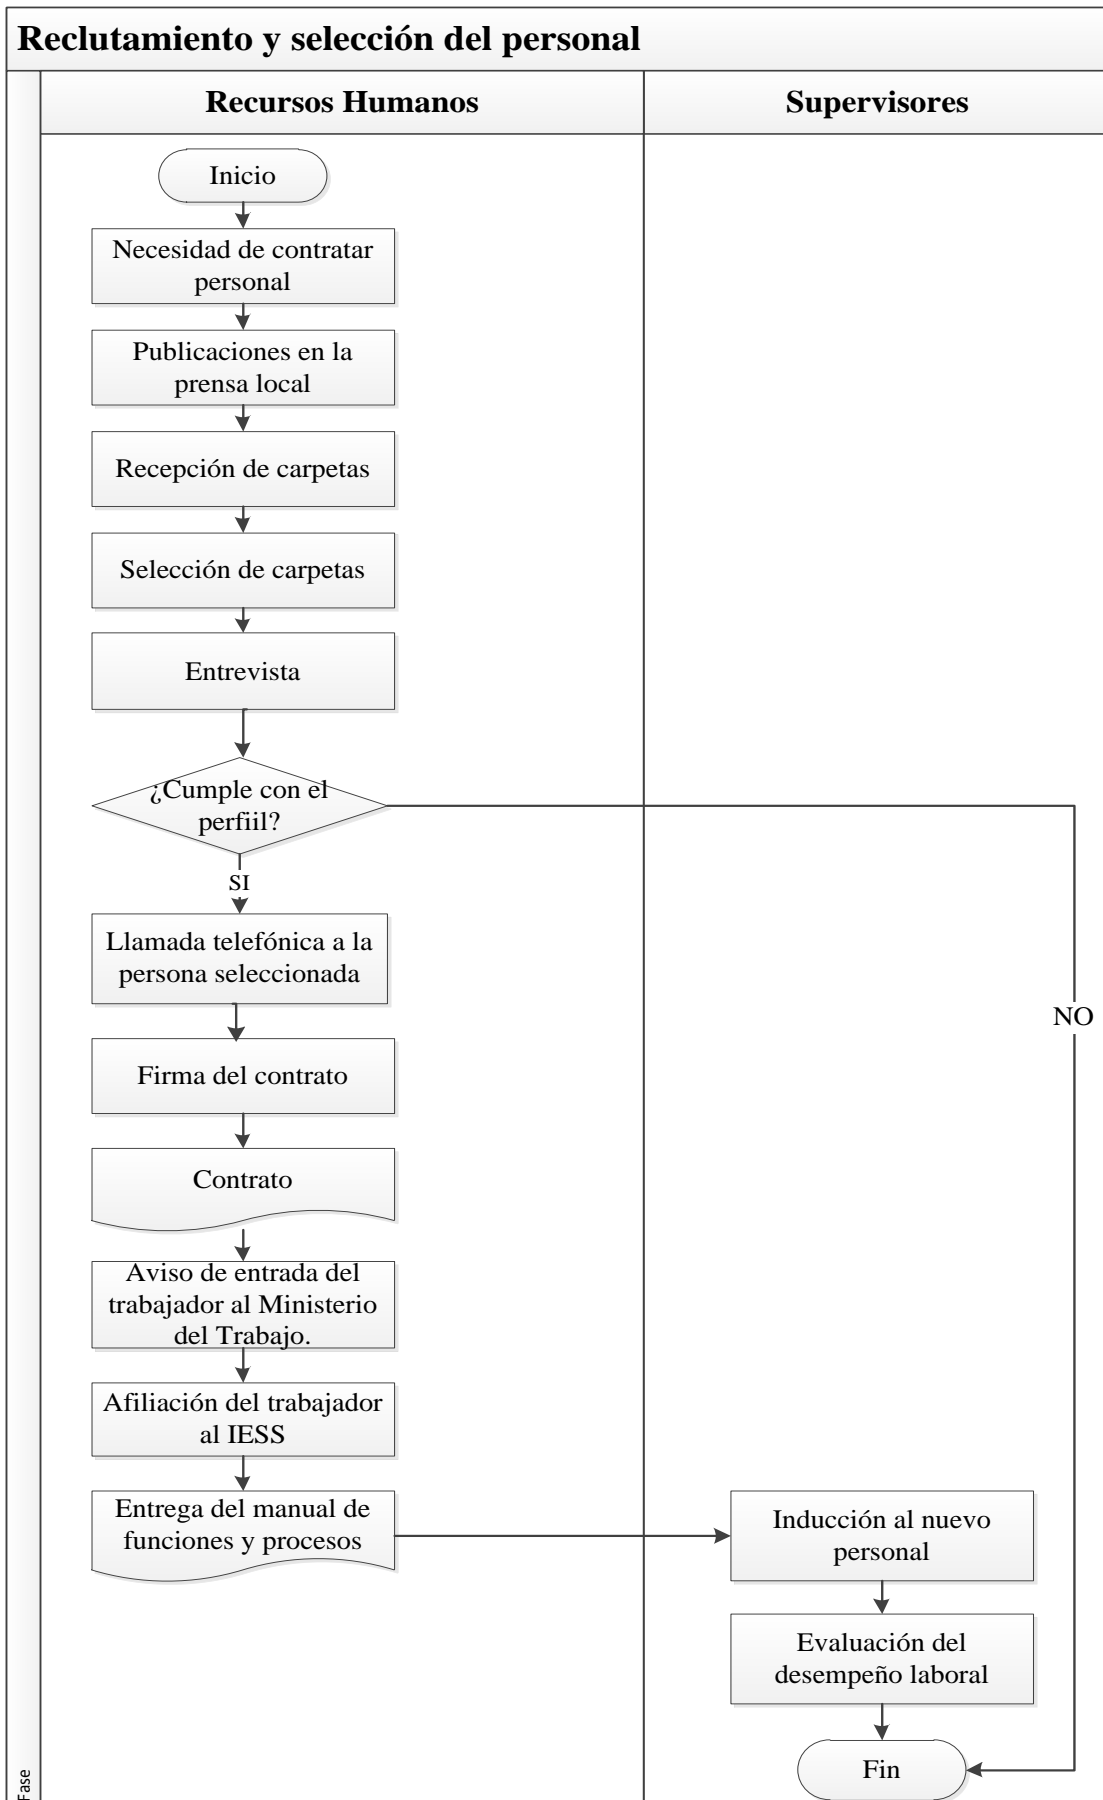 Reclutamiento y selección del personal
Recursos Humanos
Supervisores
Inicio
Necesidad de contratar
personal
Publicaciones en la
prensa local
Recepción de carpetas
Selección de carpetas
Entrevista
¿Cumple con el
perfiil?
SI
Llamada telefónica a la
persona seleccionada
NO
Firma del contrato
Contrato
Aviso de entrada del
trabajador al Ministerio
del Trabajo.
Afiliación del trabajador
al IESS
Entrega del manual de
funciones y procesos
Inducción al nuevo
personal
Evaluación del
desempeño laboral
Fin
Fase